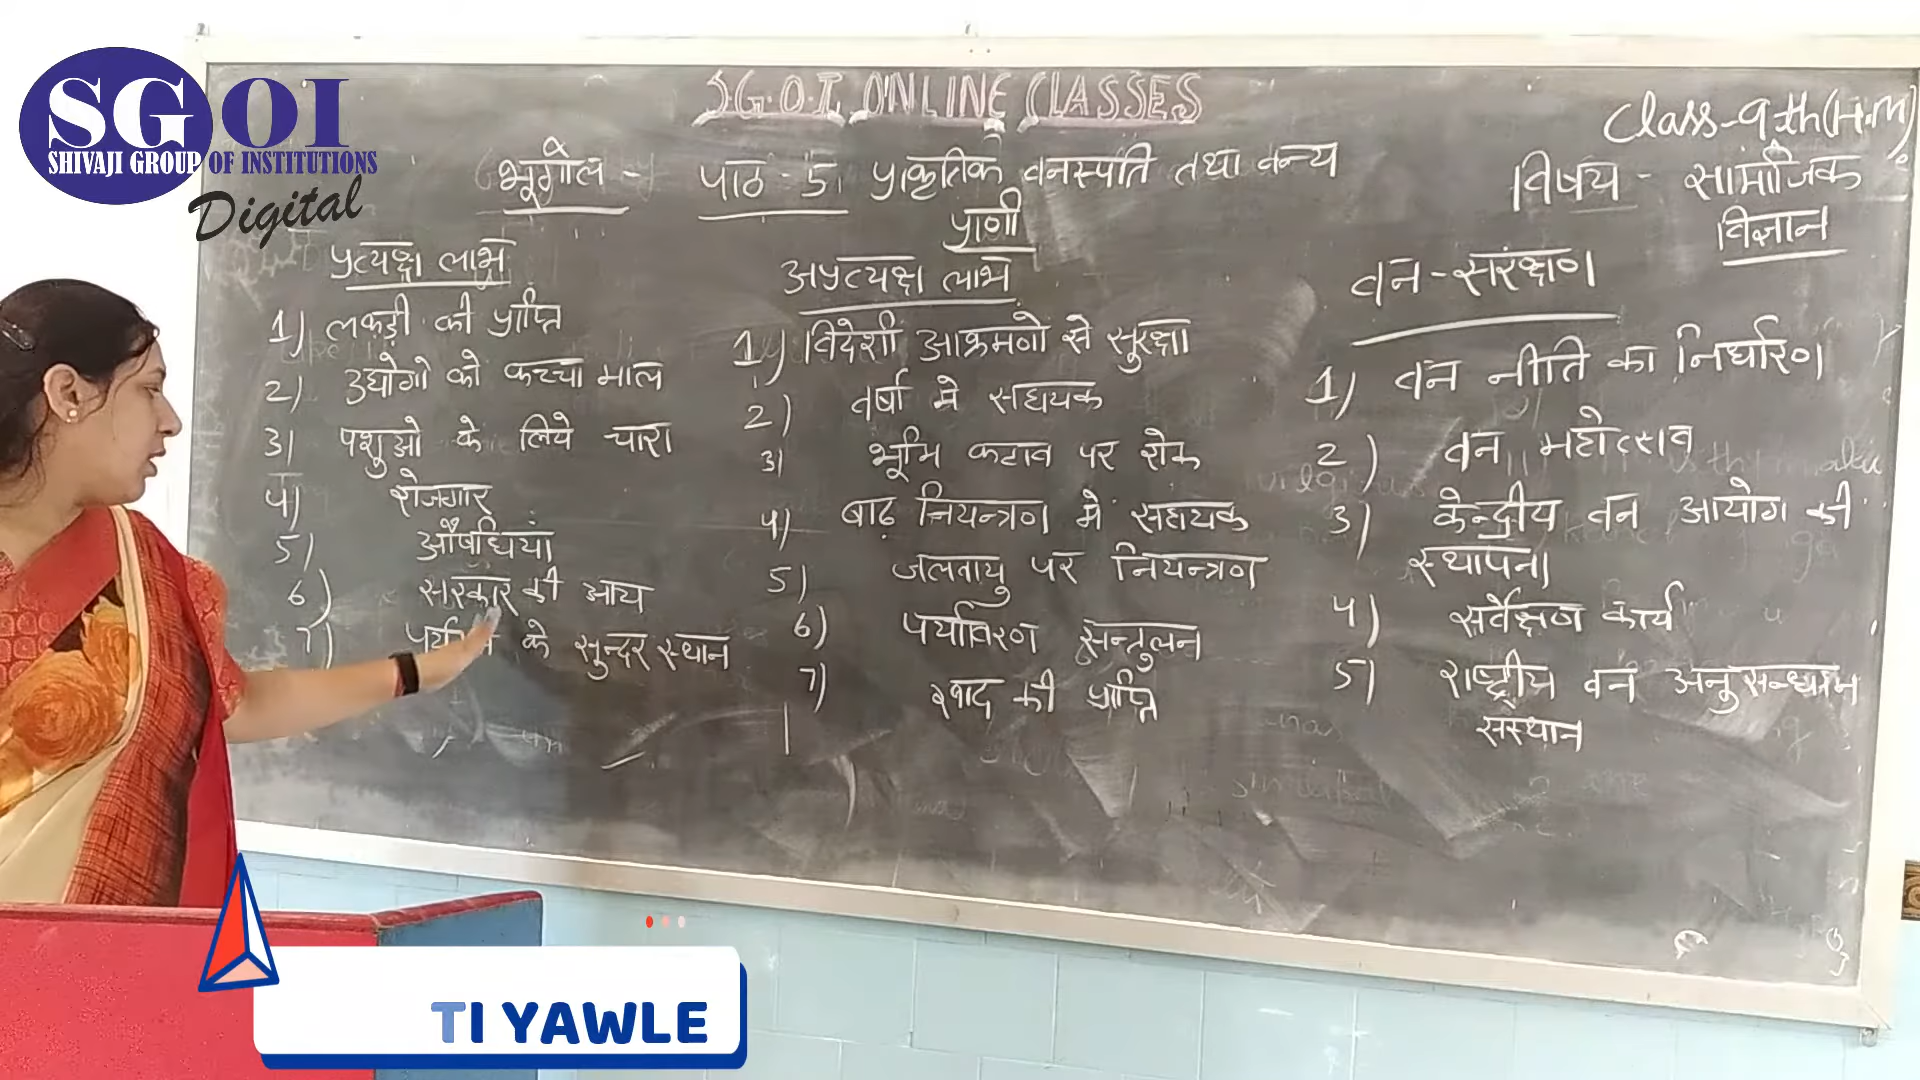 SGOI
SHIVAJI GROUP OF INSTITUTIONS
Digital
S.G.O.I. ONLINE CLASSES
Class-9th(H.M)
विषय - सामाजिक
विज्ञान
भूगोल - पाठ - 5 प्राकृतिक वनस्पति तथा वन्य
प्राणी
प्रत्यक्ष लाभ
1) लकड़ी की प्राप्ति
2) उद्योगो को कच्चा माल
3) पशुओ के लिये चारा
4) रोजगार
5) औषधियां
6) सरकार की आय
7) के सुन्दर स्थान
अप्रत्यक्ष लाभ
1) विदेशी आक्रमणो से सुरक्षा
2) वर्षा मे सहायक
3) भूमि कटाव पर रोक
4) बाढ़ नियन्त्रण मे सहायक
5) जलवायु पर नियन्त्रण
6) पर्यावरण सन्तुलन
7) खाद की प्राप्ति
वन - संरक्षण
1) वन नीति का निर्धारण
2) वन महोत्सव
3) केन्द्रीय वन आयोग की
स्थापना
4) सर्वेक्षण कार्य
5) राष्ट्रीय वन अनुसन्धान
संस्थान
TI YAWLE